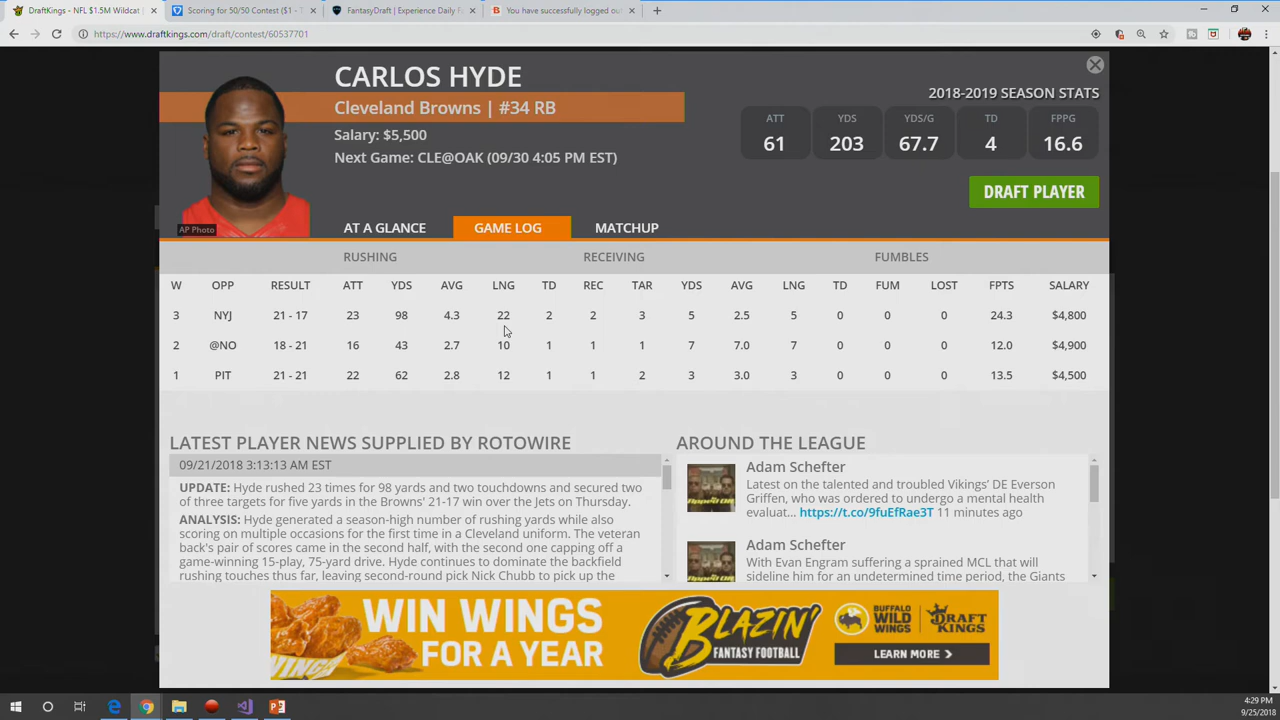 DraftKings - NFL $1.5M Wildcat
Scoring for 50/50 Contest ($1 - T
FantasyDraft | Experience Daily F
You have successfully logged out
https://www.draftkings.com/draft/contest/60537701
CARLOS HYDE
Cleveland Browns | #34 RB
Salary: $5,500
Next Game: CLE@OAK (09/30 4:05 PM EST)
AP Photo
2018-2019 SEASON STATS
ATT YDS YDS/G TD FPPG
61 203 67.7 4 16.6
DRAFT PLAYER
AT A GLANCE GAME LOG MATCHUP
RUSHING RECEIVING FUMBLES
W OPP RESULT ATT YDS AVG LNG TD REC TAR YDS AVG LNG TD FUM LOST FPTS SALARY
3 NYJ 21 - 17 23 98 4.3 22 2 2 3 5 2.5 5 0 0 0 24.3 $4,800
2 @NO 18 - 21 16 43 2.7 10 1 1 1 7 7.0 7 0 0 0 12.0 $4,900
1 PIT 21 - 21 22 62 2.8 12 1 1 2 3 3.0 3 0 0 0 13.5 $4,500
LATEST PLAYER NEWS SUPPLIED BY ROTOWIRE
09/21/2018 3:13:13 AM EST
UPDATE: Hyde rushed 23 times for 98 yards and two touchdowns and secured two
of three targets for five yards in the Browns' 21-17 win over the Jets on Thursday.
ANALYSIS: Hyde generated a season-high number of rushing yards while also
scoring on multiple occasions for the first time in a Cleveland uniform. The veteran
back's pair of scores came in the second half, with the second one capping off a
game-winning 15-play, 75-yard drive. Hyde continues to dominate the backfield
rushing touches thus far, leaving second-round pick Nick Chubb to pick up the
AROUND THE LEAGUE
Adam Schefter
Latest on the talented and troubled Vikings' DE Everson
Griffen, who was ordered to undergo a mental health
evaluat... https://t.co/9fuEfRae3T 11 minutes ago
Adam Schefter
With Evan Engram suffering a sprained MCL that will
sideline him for an undetermined time period, the Giants
WIN WINGS
FOR A YEAR
BLAZIN'
FANTASY FOOTBALL
BUFFALO
WILD
WINGS
DRAFT
KINGS
LEARN MORE >
4:29 PM
9/25/2018